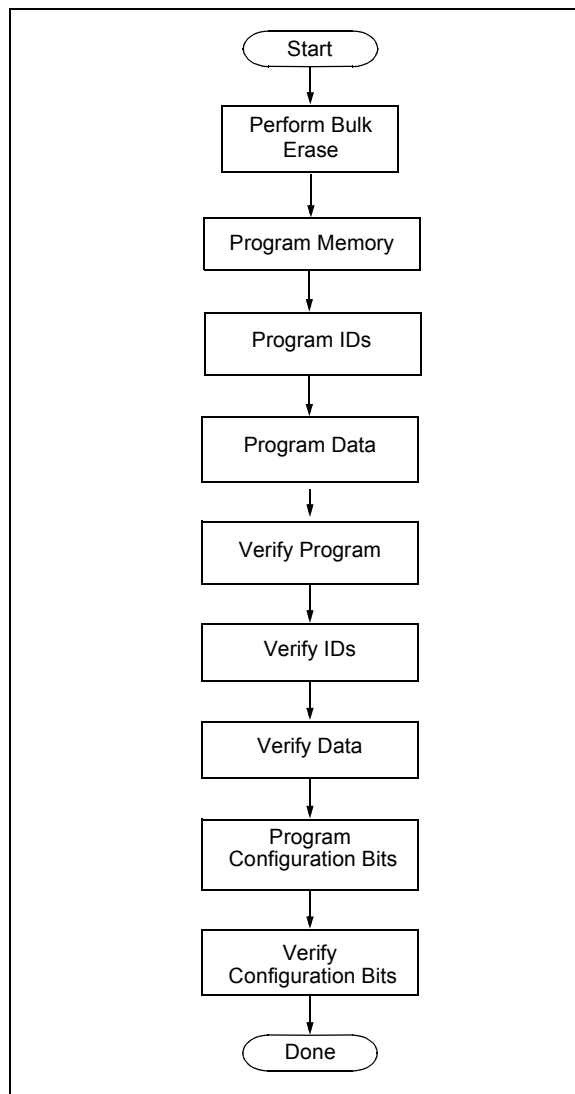 Start
Perform Bulk
Erase
Program Memory
Program IDs
Program Data
Verify Program
Verify IDs
Verify Data
Program
Configuration Bits
Verify
Configuration Bits
Done